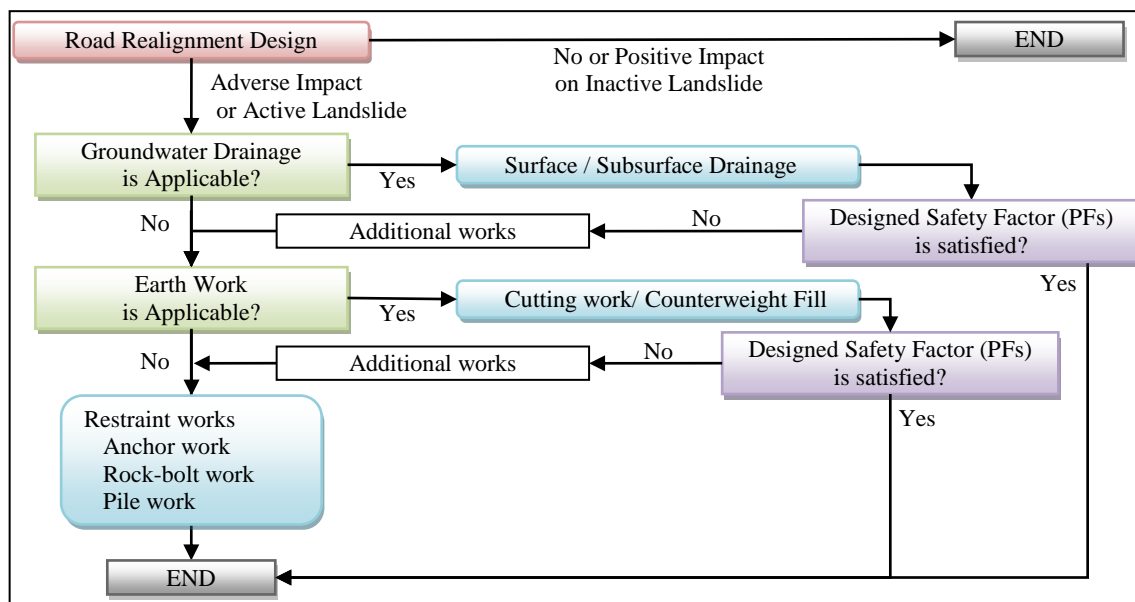 Road Realignment Design
END
No or Positive Impact
on Inactive Landslide
Adverse Impact
or Active Landslide
Groundwater Drainage
is Applicable?
Yes
Surface / Subsurface Drainage
No
Additional works
No
Designed Safety Factor (PFs)
is satisfied?
Yes
Earth Work
is Applicable?
Yes
Cutting work/ Counterweight Fill
No
Additional works
No
Designed Safety Factor (PFs)
is satisfied?
Yes
Restraint works
Anchor work
Rock-bolt work
Pile work
END